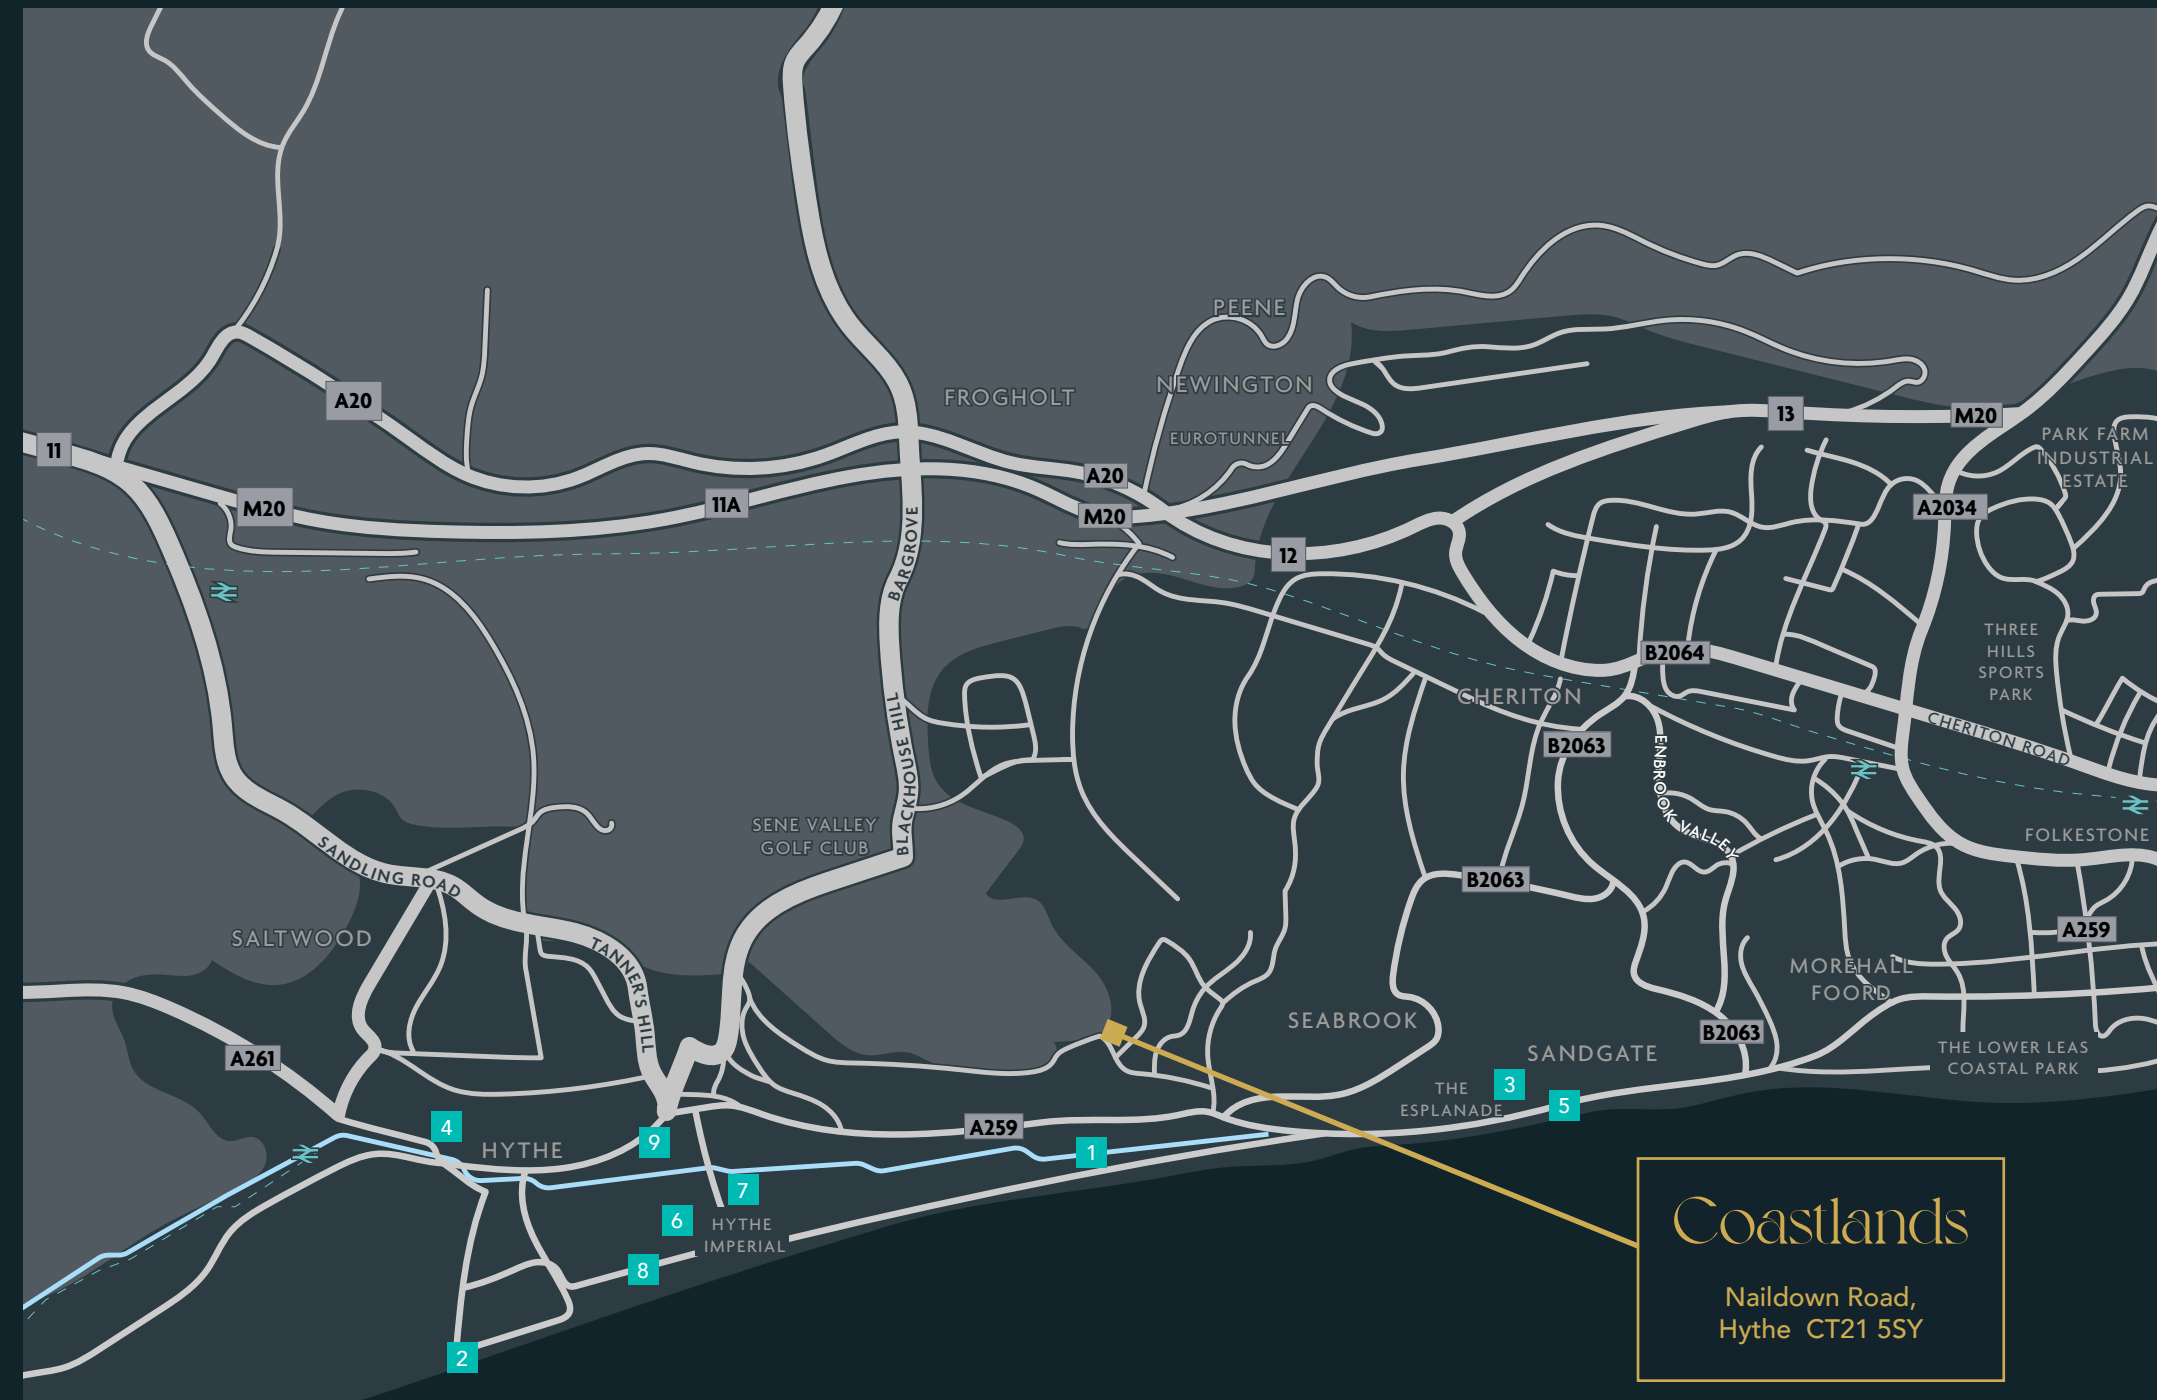 PEENE
FROGHOLT
NEWINGTON
EUROTUNNEL
A20
11
M20
11A
A20
M20
12
13
M20
PARK FARM
INDUSTRIAL
ESTATE
A2034
BARGROVE
BLACKHOUSE HILL
THREE
HILLS
SPORTS
PARK
B2064
CHERITON
CHERITON ROAD
B2063
ENBROOK VALLEY
SENE VALLEY
GOLF CLUB
FOLKESTONE
SANDLING ROAD
B2063
SALTWOOD
TANNER'S HILL
A259
MOREHALL
FOORD
SEABROOK
SANDGATE
B2063
THE LOWER LEAS
COASTAL PARK
A261
THE
ESPLANADE
3
5
4
HYTHE
9
A259
1
7
6
HYTHE
IMPERIAL
8
2
Coastlands
Naildown Road,
Hythe CT21 5SY